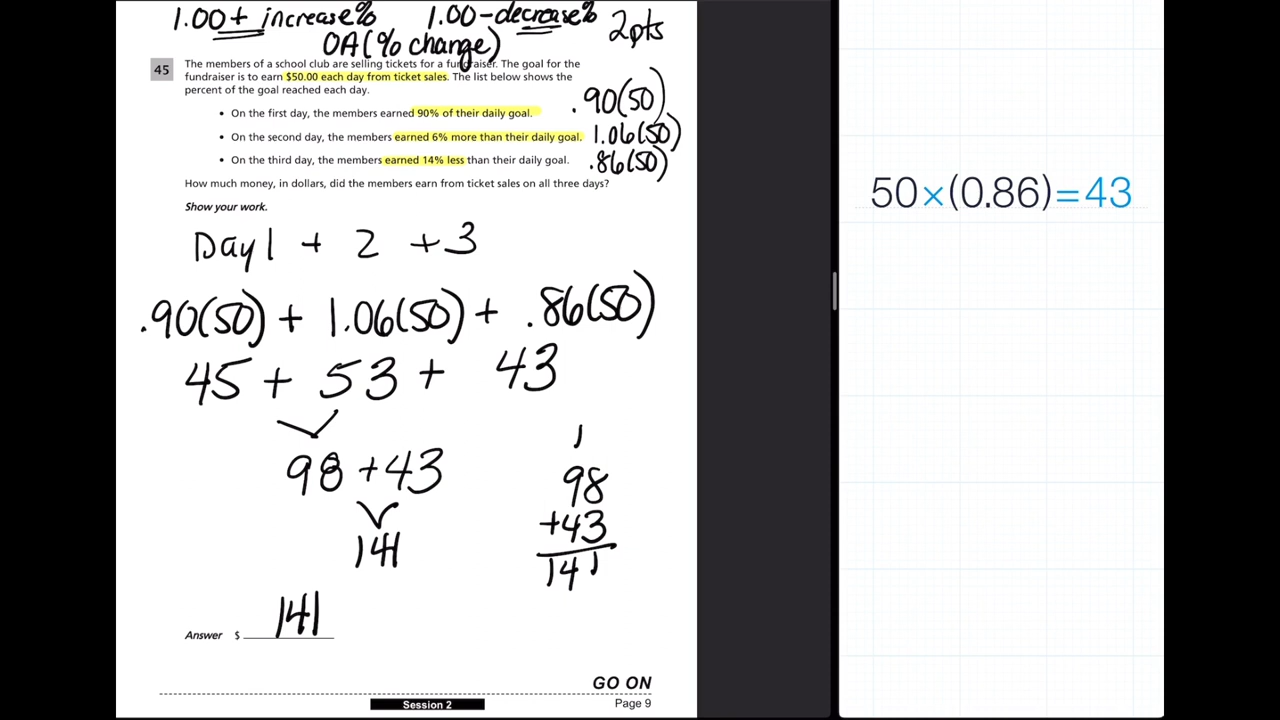 1.00 + increase% 1.00 - decrease% 2pts
OA (% change)
45 The members of a school club are selling tickets for a fundraiser. The goal for the
fundraiser is to earn $50.00 each day from ticket sales. The list below shows the
percent of the goal reached each day.
• On the first day, the members earned 90% of their daily goal. .90(50)
• On the second day, the members earned 6% more than their daily goal. 1.06(50)
• On the third day, the members earned 14% less than their daily goal. .86(50)
How much money, in dollars, did the members earn from ticket sales on all three days?
Show your work.
Day 1 + 2 + 3
.90(50) + 1.06(50) + .86(50)
45 + 53 + 43
98 + 43
141
1
98
+43
141
Answer $ 141
GO ON
Session 2 Page 9
50×(0.86)=43